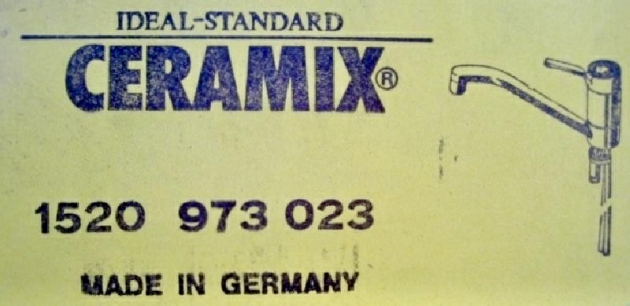 IDEAL-STANDARD
CERAMIX®
1520 973 023
MADE IN GERMANY